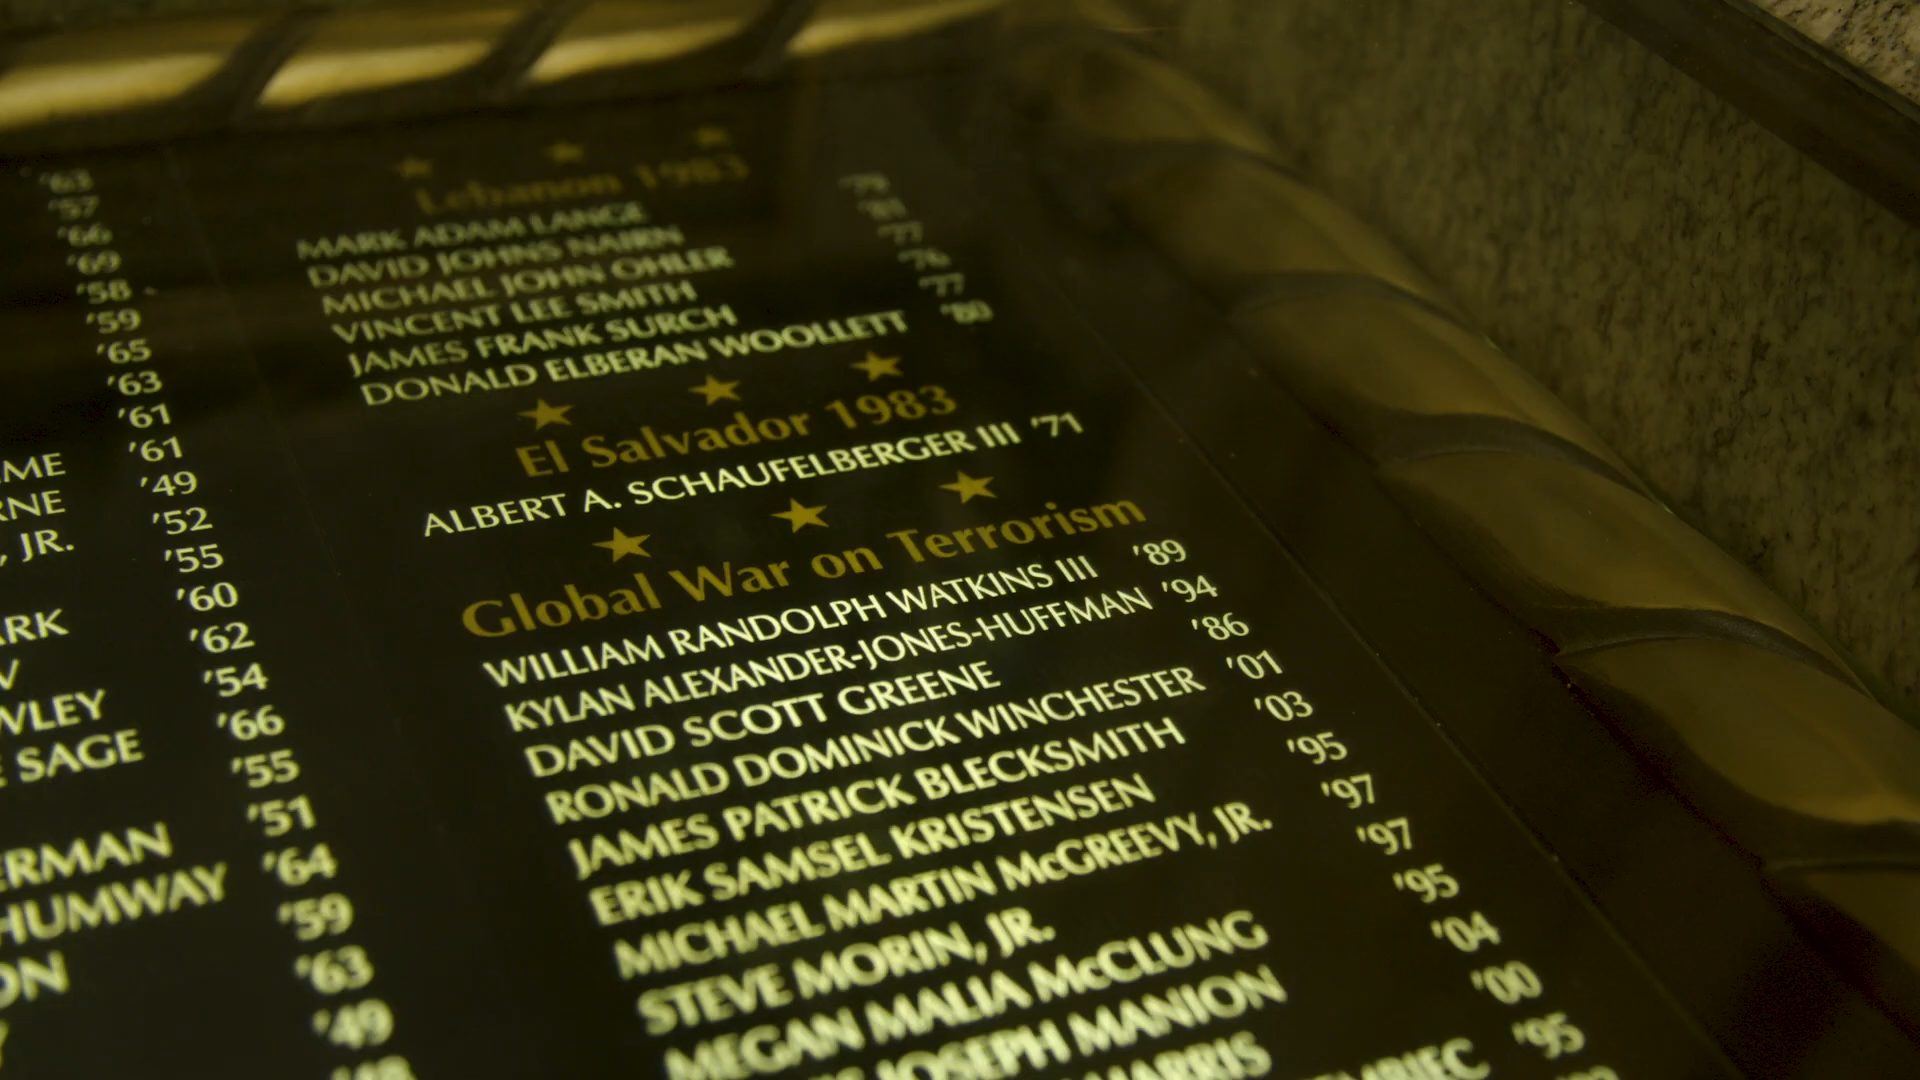 '63
'57
'66
'69
'58
'59
'65
'63
'61
ME '61
RNE '49
, JR. '52
'55
RK '60
V '62
WLEY '54
SAGE '66
'55
ERMAN '51
HUMWAY '64
ON '59
'63
'49
'48
Lebanon 1983
MARK ADAM LANGE '79
DAVID JOHNS NAIRN '81
MICHAEL JOHN OHLER '77
VINCENT LEE SMITH '76
JAMES FRANK SURCH '77
DONALD ELBERAN WOOLLETT '80
El Salvador 1983
ALBERT A. SCHAUFELBERGER III '71
Global War on Terrorism
WILLIAM RANDOLPH WATKINS III '89
KYLAN ALEXANDER-JONES-HUFFMAN '94
DAVID SCOTT GREENE '86
RONALD DOMINICK WINCHESTER '01
JAMES PATRICK BLECKSMITH '03
ERIK SAMSEL KRISTENSEN '95
MICHAEL MARTIN McGREEVY, JR. '97
STEVE MORIN, JR. '97
MEGAN MALIA McCLUNG '95
JOSEPH MANION '04
HARRIS '00
MBIEC '95